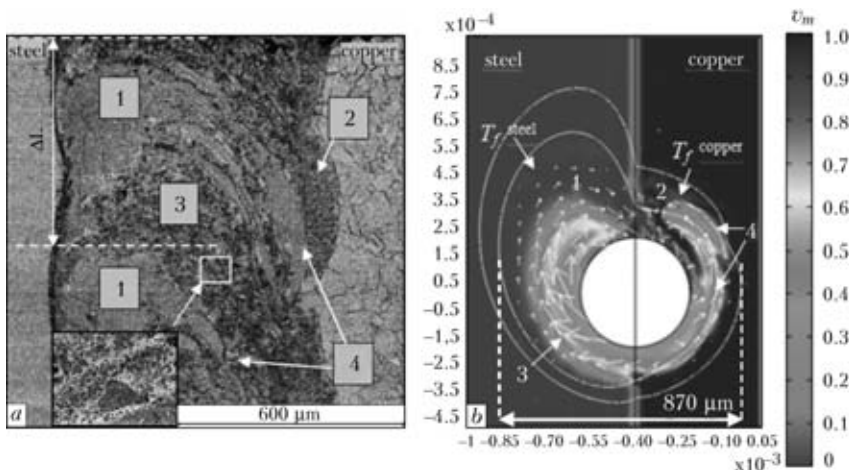 steel
copper
1
2
ΔL
3
1
4
a
600 µm
×10⁻⁴
8.5
7.5
6.5
5.5
4.5
3.5
2.5
1.5
0.5
−0.5
−1.5
−2.5
−3.5
−4.5
steel
copper
T_f steel
T_f copper
1
2
4
3
870 µm
b
−1 −0.85 −0.70 −0.55 −0.40 −0.25 −0.10 0.05
×10⁻³
v_m
1.0
0.9
0.8
0.7
0.6
0.5
0.4
0.3
0.2
0.1
0